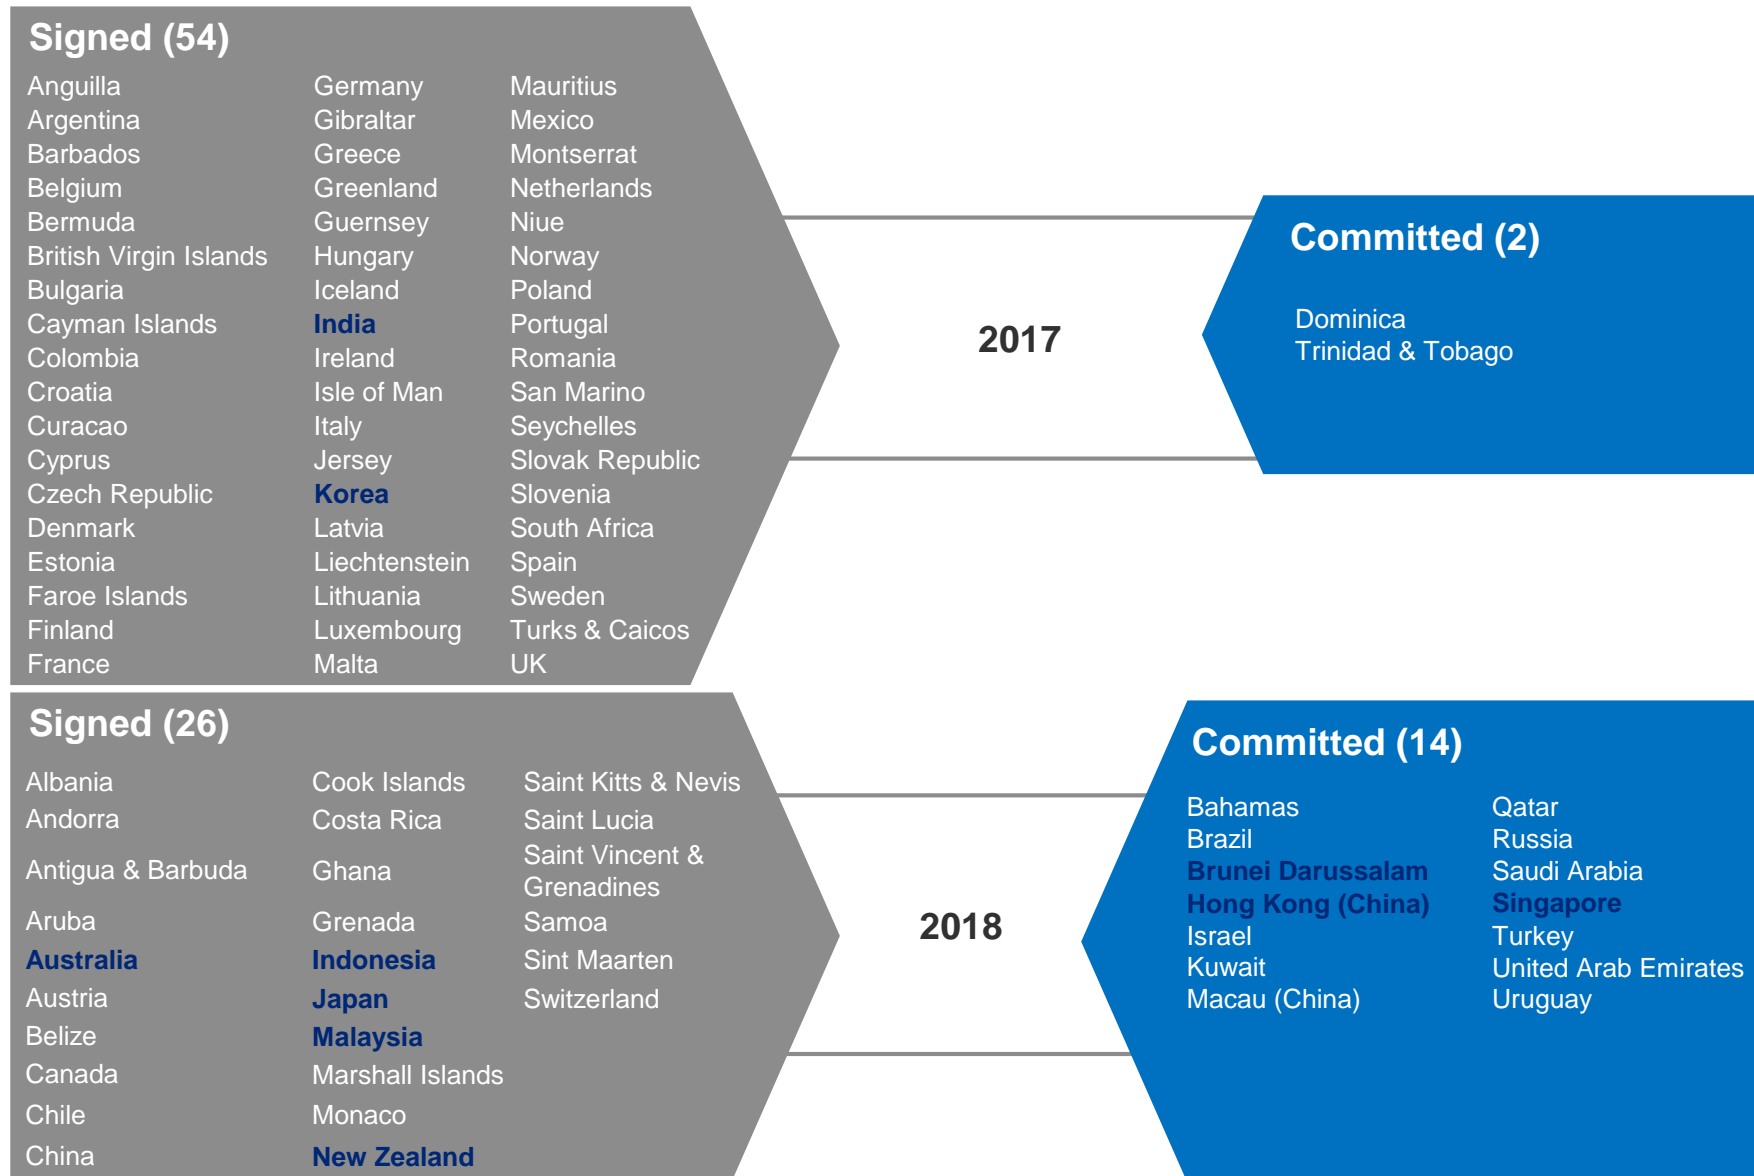 Signed (54)
Anguilla
Argentina
Barbados
Belgium
Bermuda
British Virgin Islands
Bulgaria
Cayman Islands
Colombia
Croatia
Curacao
Cyprus
Czech Republic
Denmark
Estonia
Faroe Islands
Finland
France
Germany
Gibraltar
Greece
Greenland
Guernsey
Hungary
Iceland
India
Ireland
Isle of Man
Italy
Jersey
Korea
Latvia
Liechtenstein
Lithuania
Luxembourg
Malta
Mauritius
Mexico
Montserrat
Netherlands
Niue
Norway
Poland
Portugal
Romania
San Marino
Seychelles
Slovak Republic
Slovenia
South Africa
Spain
Sweden
Turks & Caicos
UK
2017
Committed (2)
Dominica
Trinidad & Tobago
Signed (26)
Albania
Andorra
Antigua & Barbuda
Aruba
Australia
Austria
Belize
Canada
Chile
China
Cook Islands
Costa Rica
Ghana
Grenada
Indonesia
Japan
Malaysia
Marshall Islands
Monaco
New Zealand
Saint Kitts & Nevis
Saint Lucia
Saint Vincent &
Grenadines
Samoa
Sint Maarten
Switzerland
2018
Committed (14)
Bahamas
Brazil
Brunei Darussalam
Hong Kong (China)
Israel
Kuwait
Macau (China)
Qatar
Russia
Saudi Arabia
Singapore
Turkey
United Arab Emirates
Uruguay